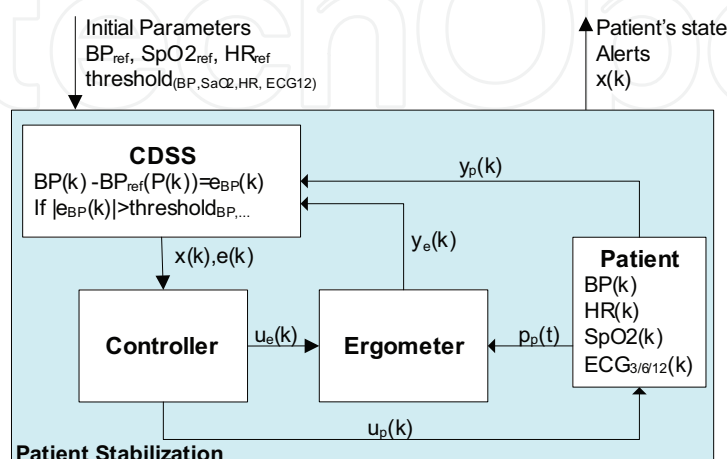 Initial Parameters
BPref, SpO2ref, HRref
threshold(BP,SaO2,HR, ECG12)
Patient's state
Alerts
x(k)
CDSS
BP(k) -BPref(P(k))=eBP(k)
If |eBP(k)|>thresholdBP,...
yp(k)
ye(k)
x(k),e(k)
Patient
BP(k)
HR(k)
SpO2(k)
ECG3/6/12(k)
Controller
ue(k)
Ergometer
pp(t)
up(k)
Patient Stabilization